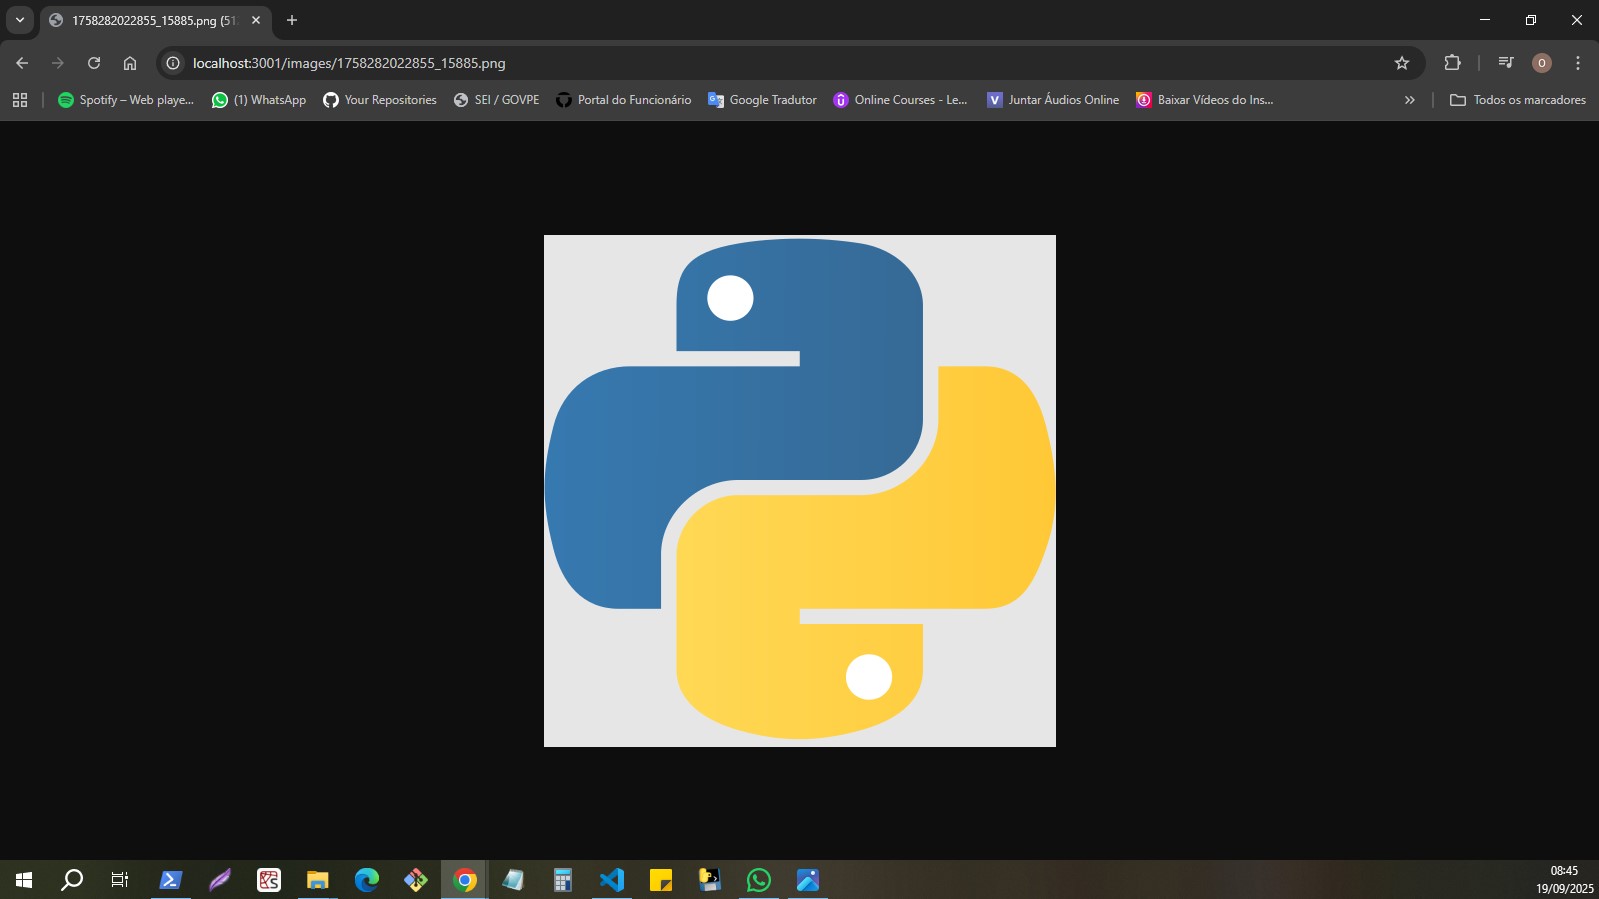 1758282022855_15885.png (51
localhost:3001/images/1758282022855_15885.png
O
Spotify – Web playe... (1) WhatsApp Your Repositories SEI / GOVPE Portal do Funcionário Google Tradutor Online Courses - Le... V Juntar Áudios Online Baixar Vídeos do Ins... » Todos os marcadores
08:45
19/09/2025